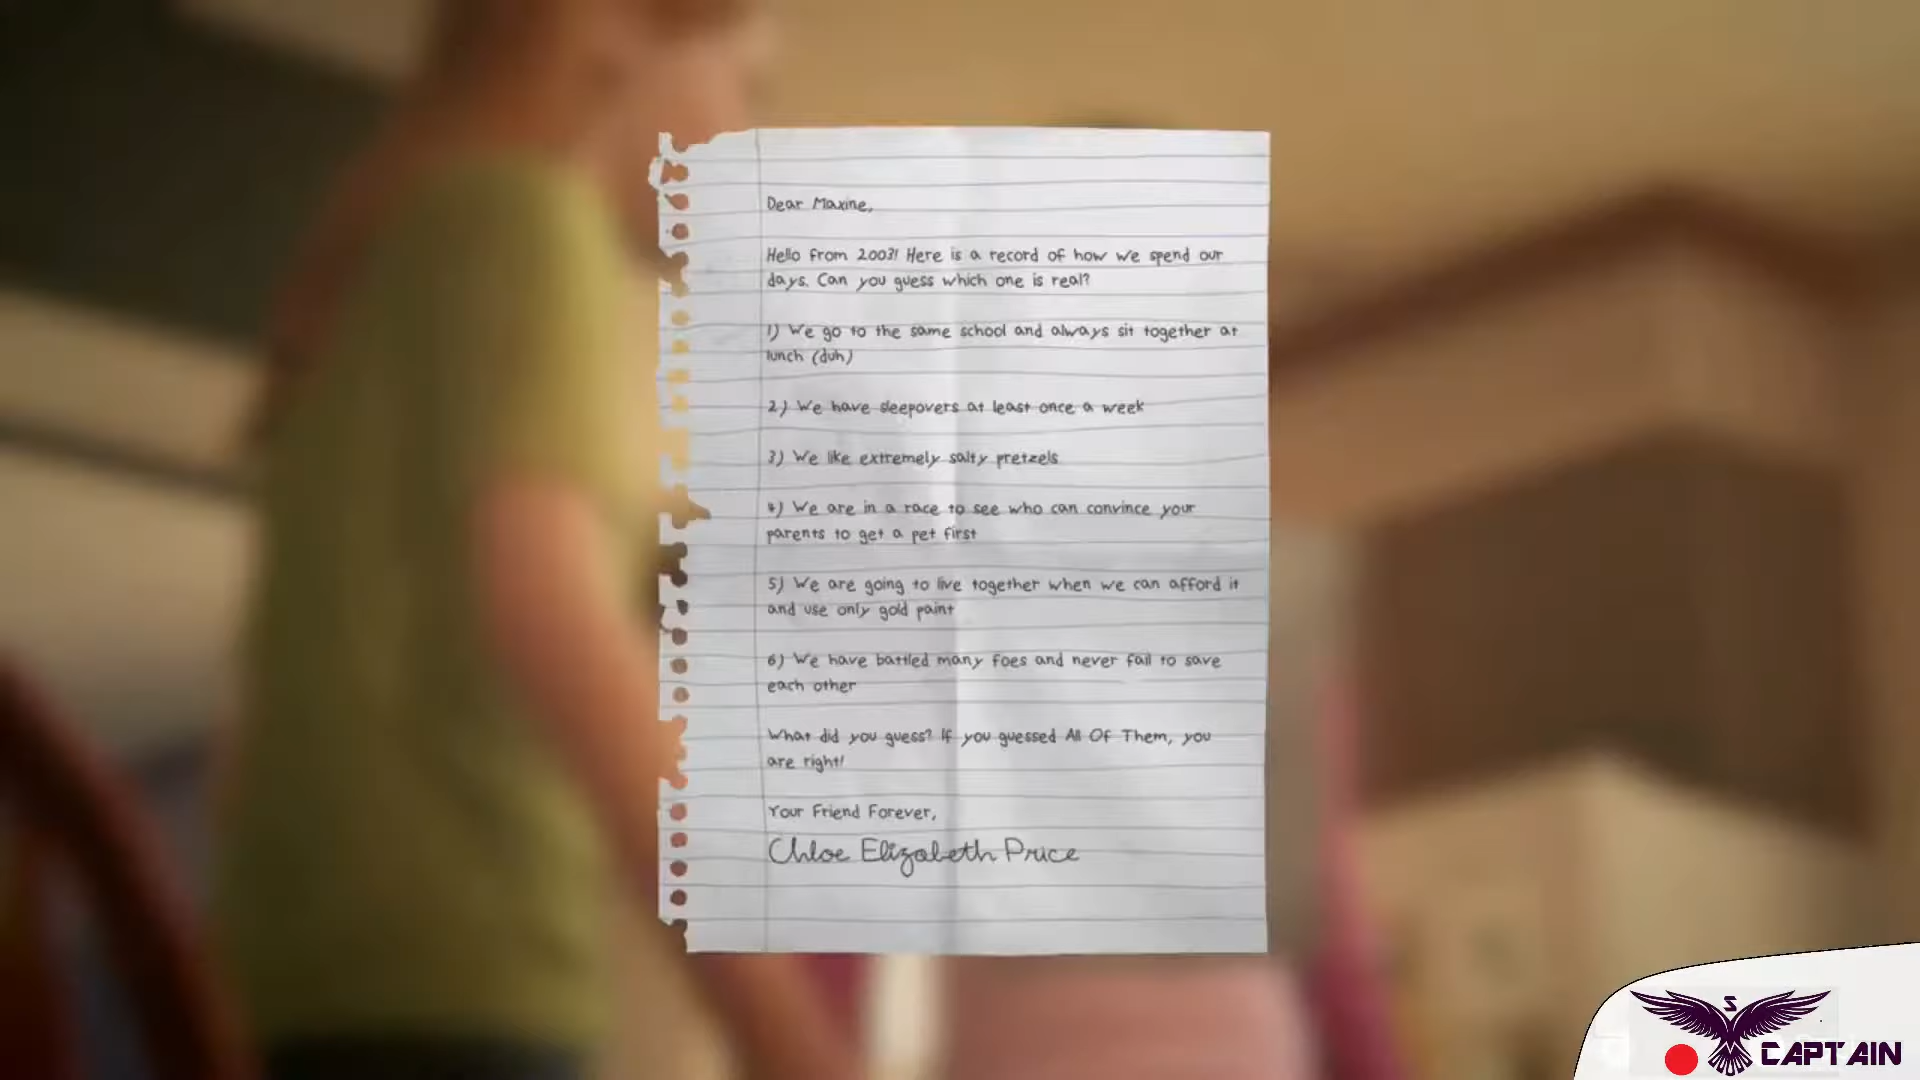 Dear Maxine,
Hello from 2003! Here is a record of how we spend our
days. Can you guess which one is real?
1) We go to the same school and always sit together at
lunch (duh)
2) We have sleepovers at least once a week
3) We like extremely salty pretzels
4) We are in a race to see who can convince your
parents to get a pet first
5) We are going to live together when we can afford it
and use only gold paint
6) We have battled many foes and never fail to save
each other
What did you guess? If you guessed All Of Them, you
are right!
Your Friend Forever,
Chloe Elizabeth Price
S
CAPTAIN